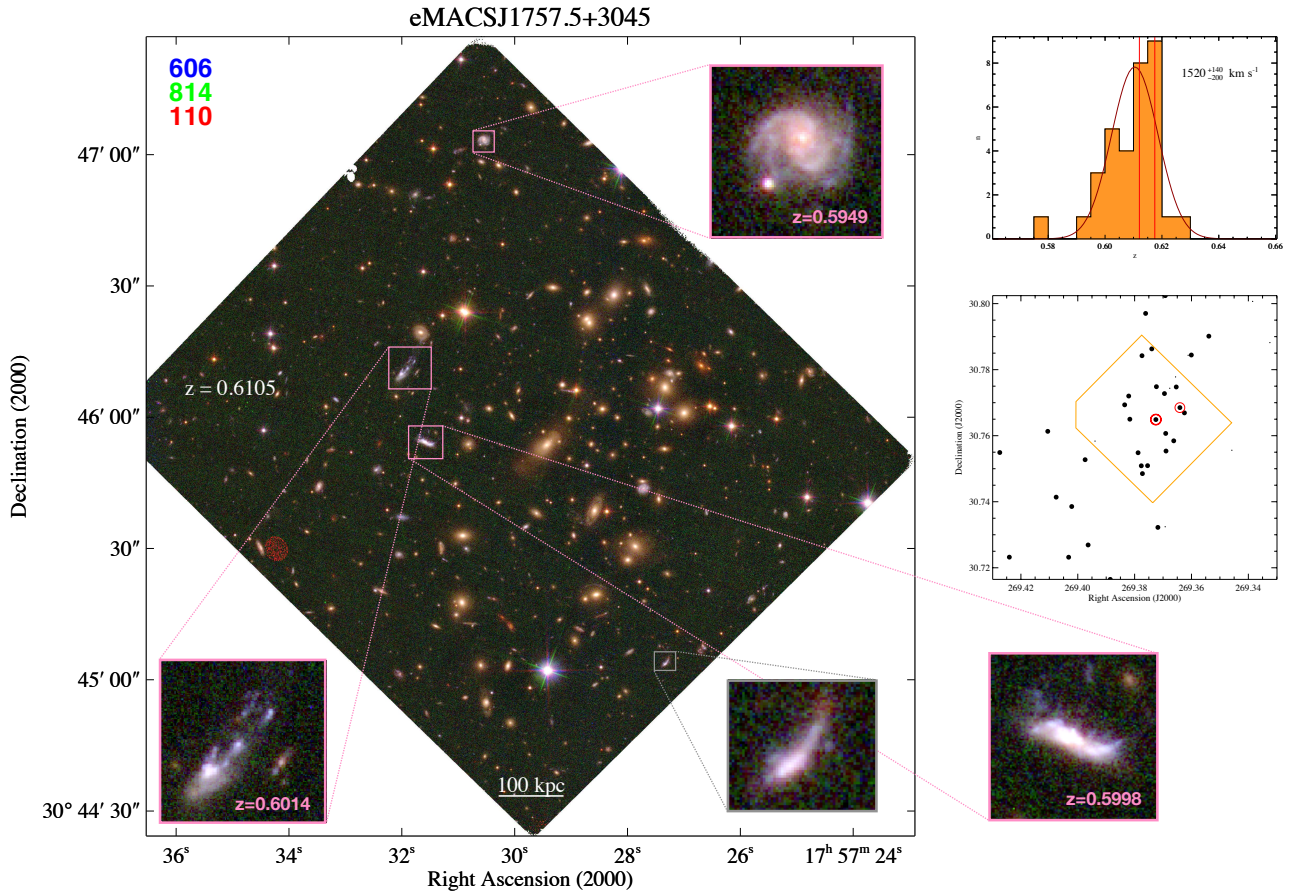 eMACSJ1757.5+3045
606
814
110
z=0.5949
z = 0.6105
z=0.6014
100 kpc
z=0.5998
47′ 00″
30″
46′ 00″
30″
45′ 00″
30° 44′ 30″
Declination (2000)
36s 34s 32s 30s 28s 26s 17h 57m 24s
Right Ascension (2000)
1520 +140 −200 km s-1
8
6
4
2
0
n
0.58 0.60 0.62 0.64 0.66
z
30.80
30.78
30.76
30.74
30.72
Declination (J2000)
269.42 269.40 269.38 269.36 269.34
Right Ascension (J2000)